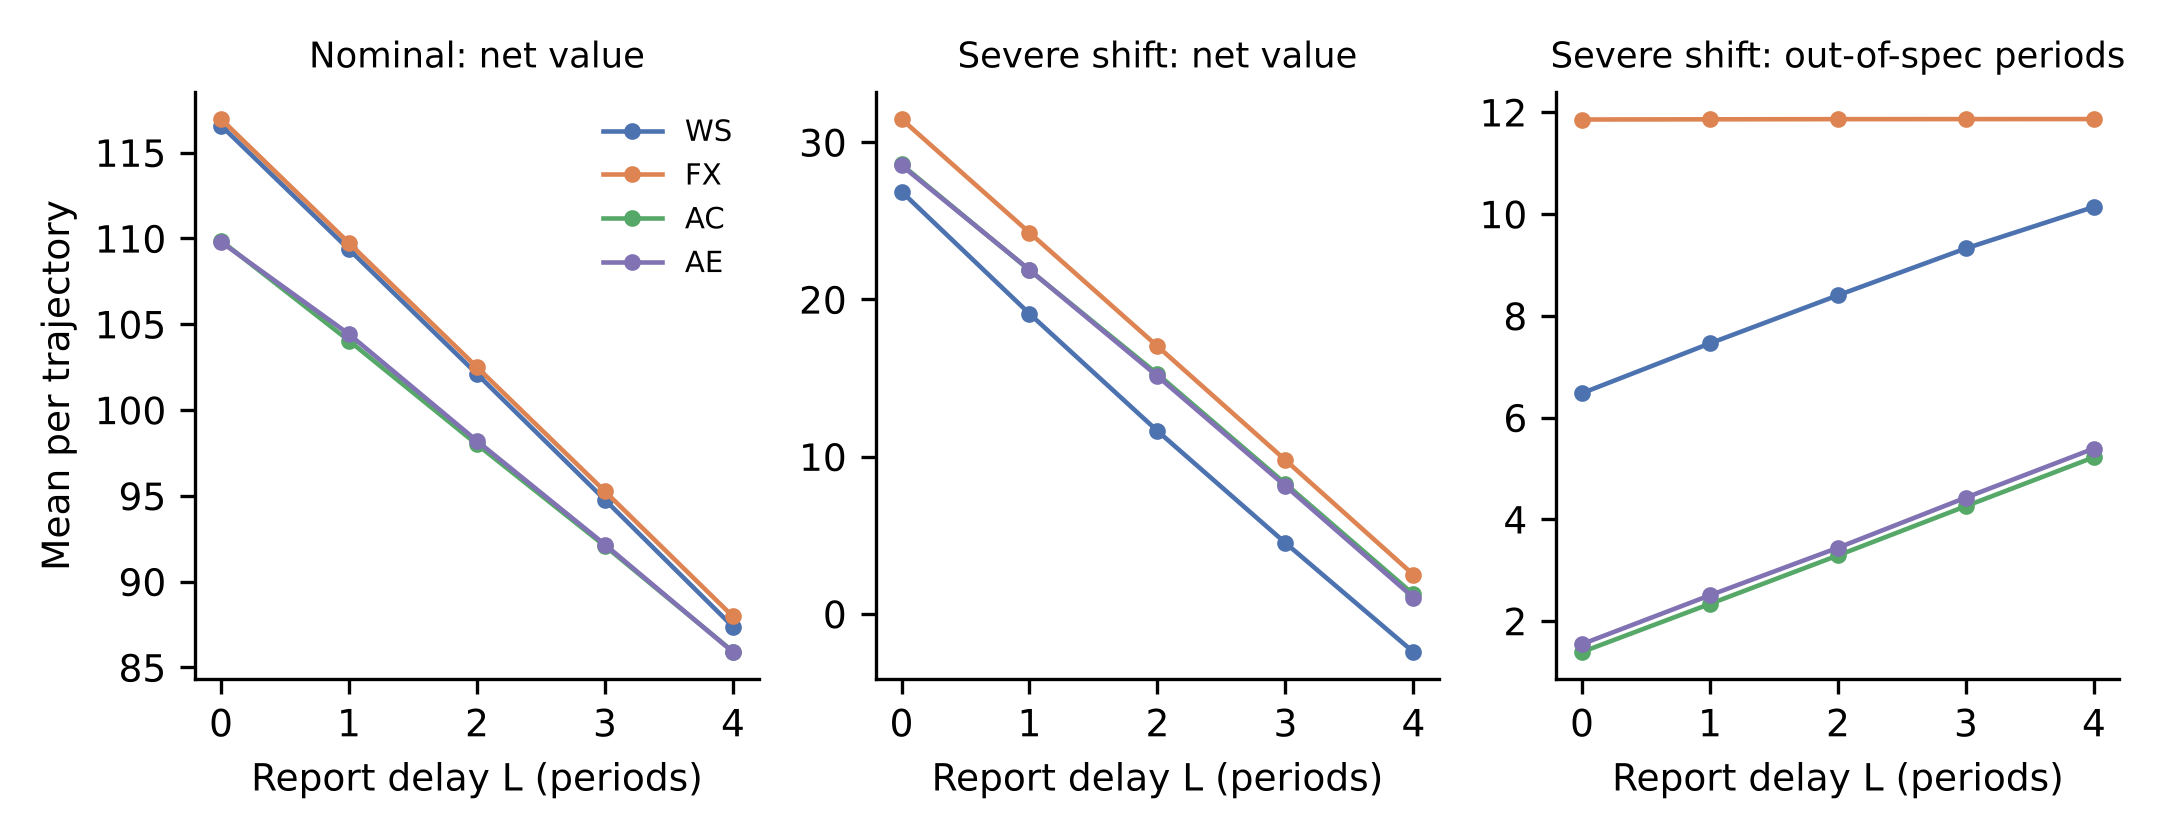 Nominal: net value
Severe shift: net value
Severe shift: out-of-spec periods
Mean per trajectory
115
110
105
100
95
90
85
WS
FX
AC
AE
0 1 2 3 4
Report delay L (periods)
30
20
10
0
0 1 2 3 4
Report delay L (periods)
12
10
8
6
4
2
0 1 2 3 4
Report delay L (periods)